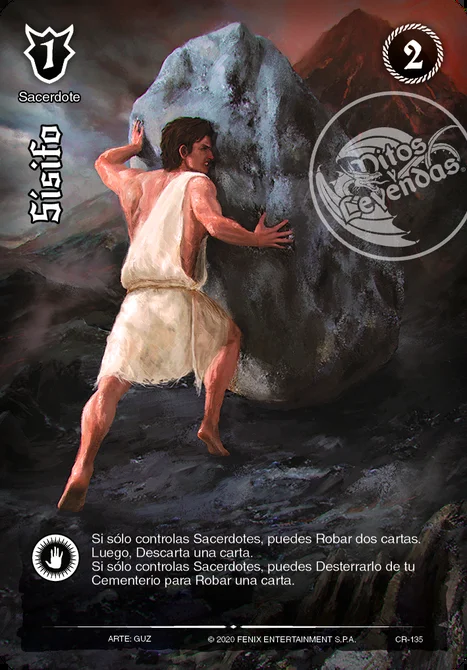 1
2
Sacerdote
Sísifo
Mitos
y
Leyendas
Si sólo controlas Sacerdotes, puedes Robar dos cartas.
Luego, Descarta una carta.
Si sólo controlas Sacerdotes, puedes Desterrarlo de tu
Cementerio para Robar una carta.
ARTE: GUZ © 2020 FENIX ENTERTAINMENT S.P.A. CR-135